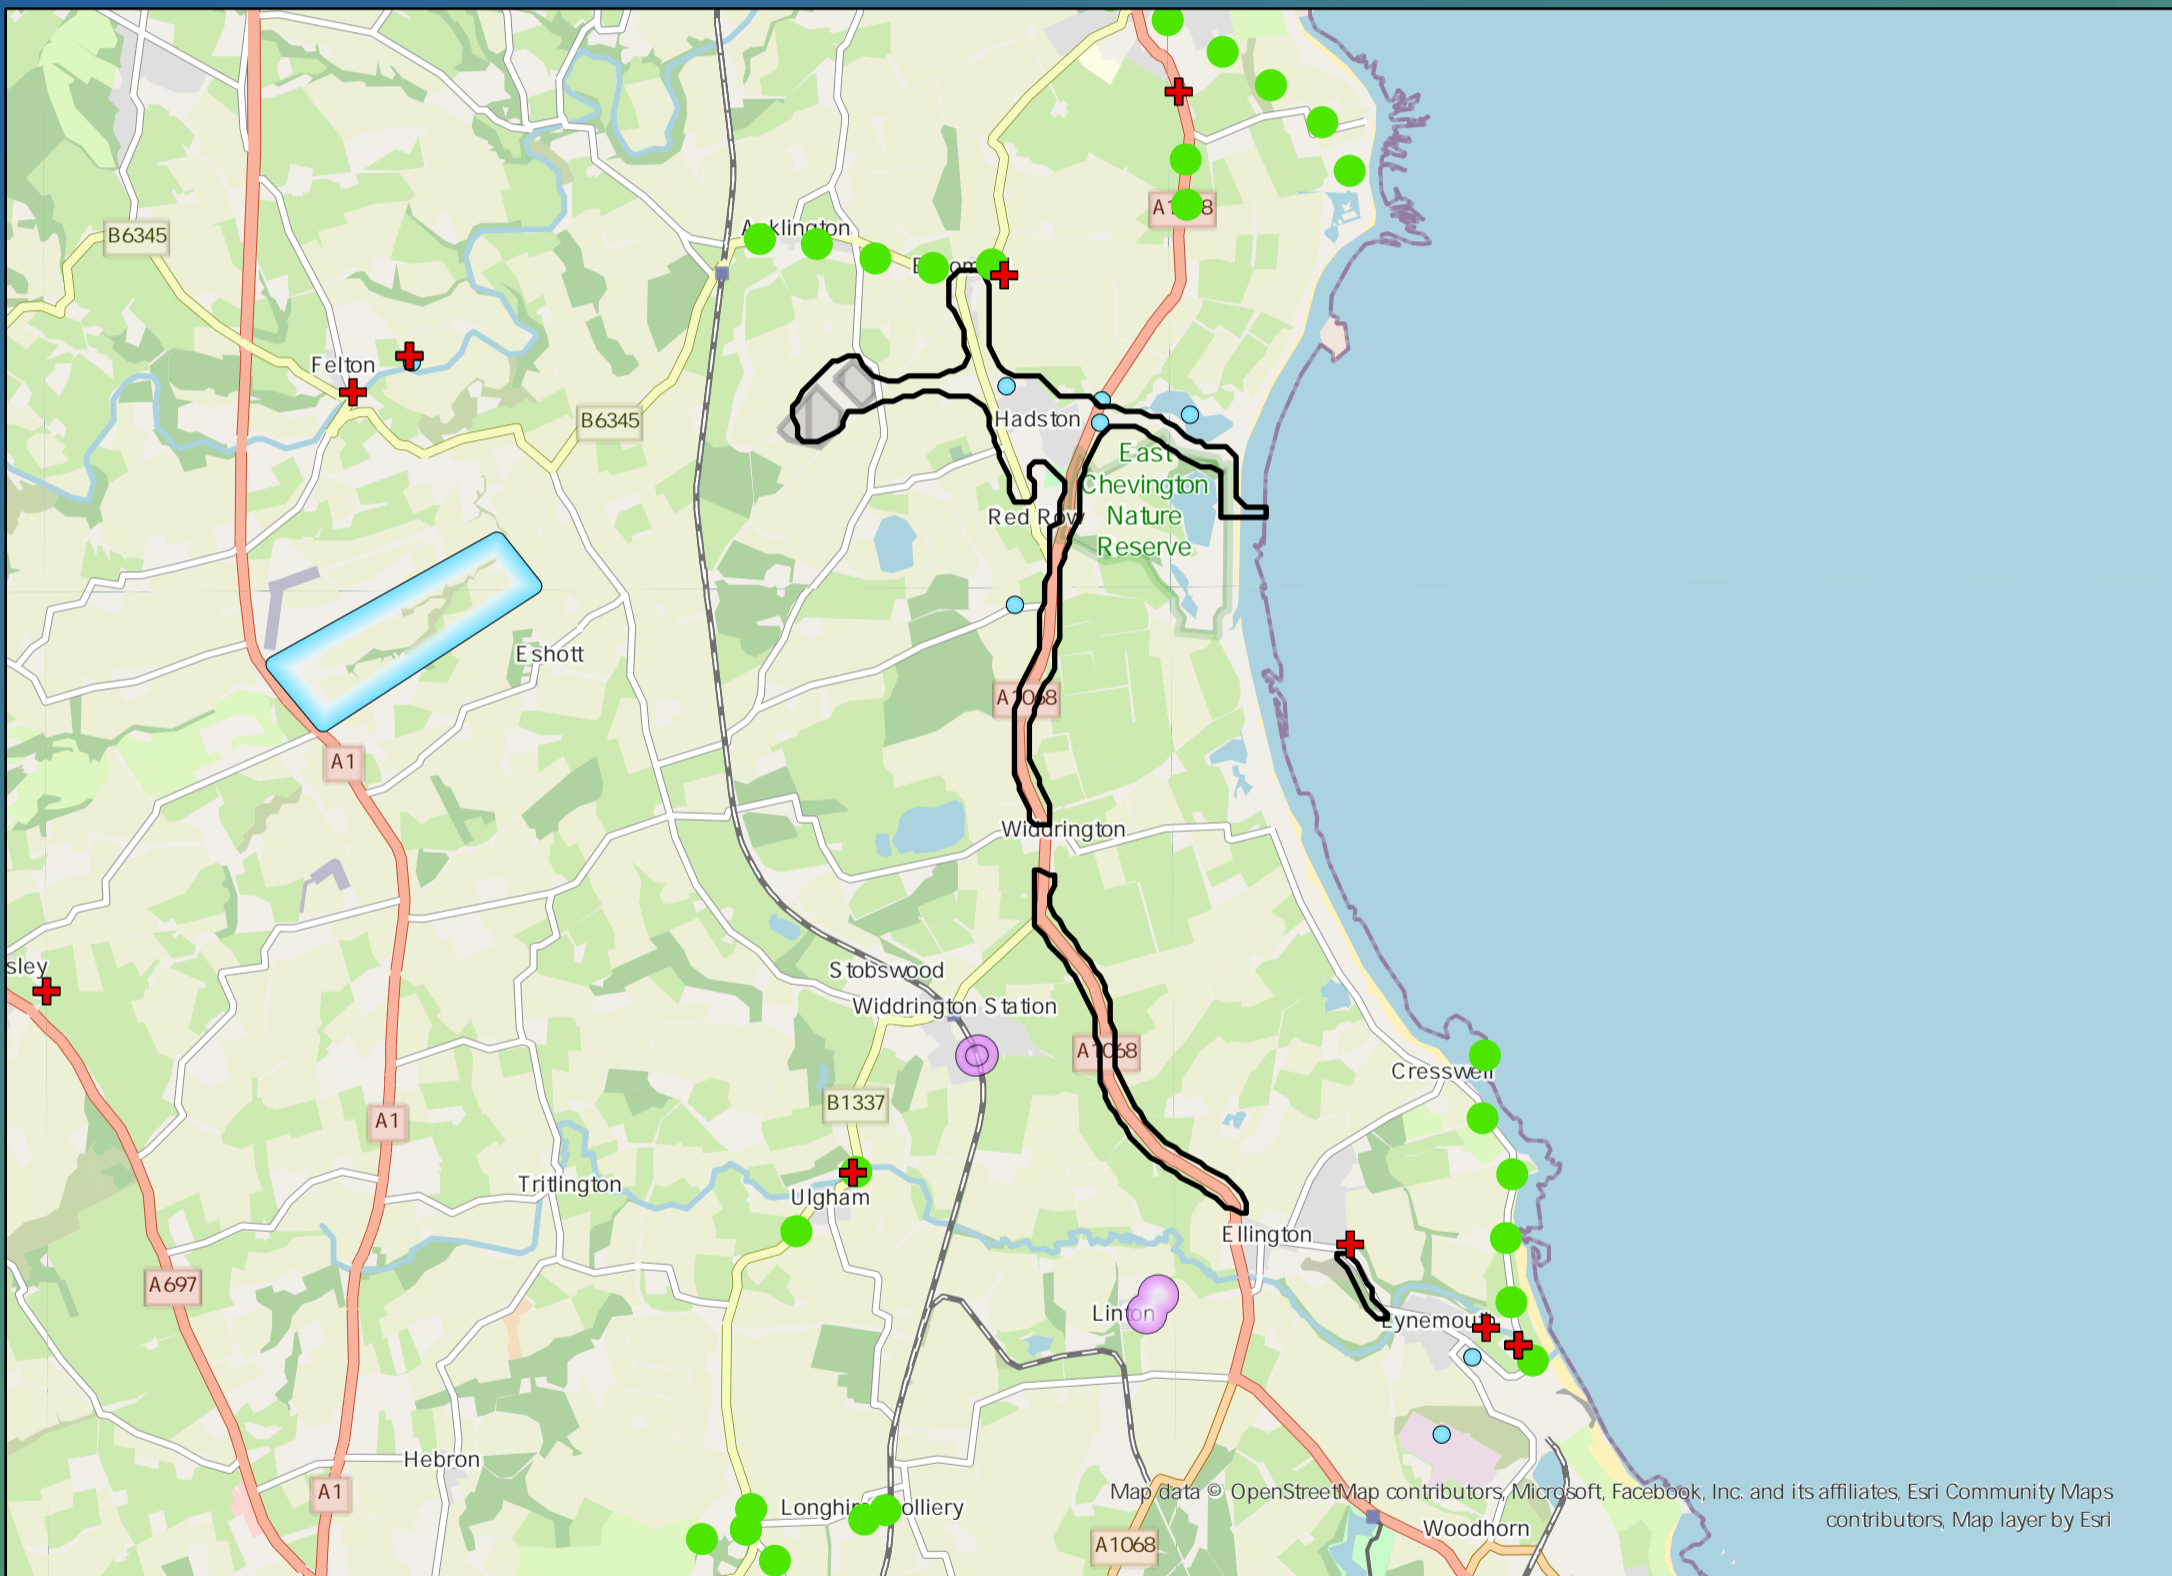 B6345
A1068
Felton
B6345
Hadston
East
Chevington
Nature
Reserve
Red Row
Eshott
A1068
A1
Widdrington
sley
Stobswood
Widdrington Station
A1068
Cresswell
B1337
A1
Tritlington
Ulgham
Ellington
A697
Linton
Hebron
A1
Map data © OpenStreetMap contributors, Microsoft, Facebook, Inc. and its affiliates, Esri Community Maps
contributors, Map layer by Esri
Woodhorn
A1068